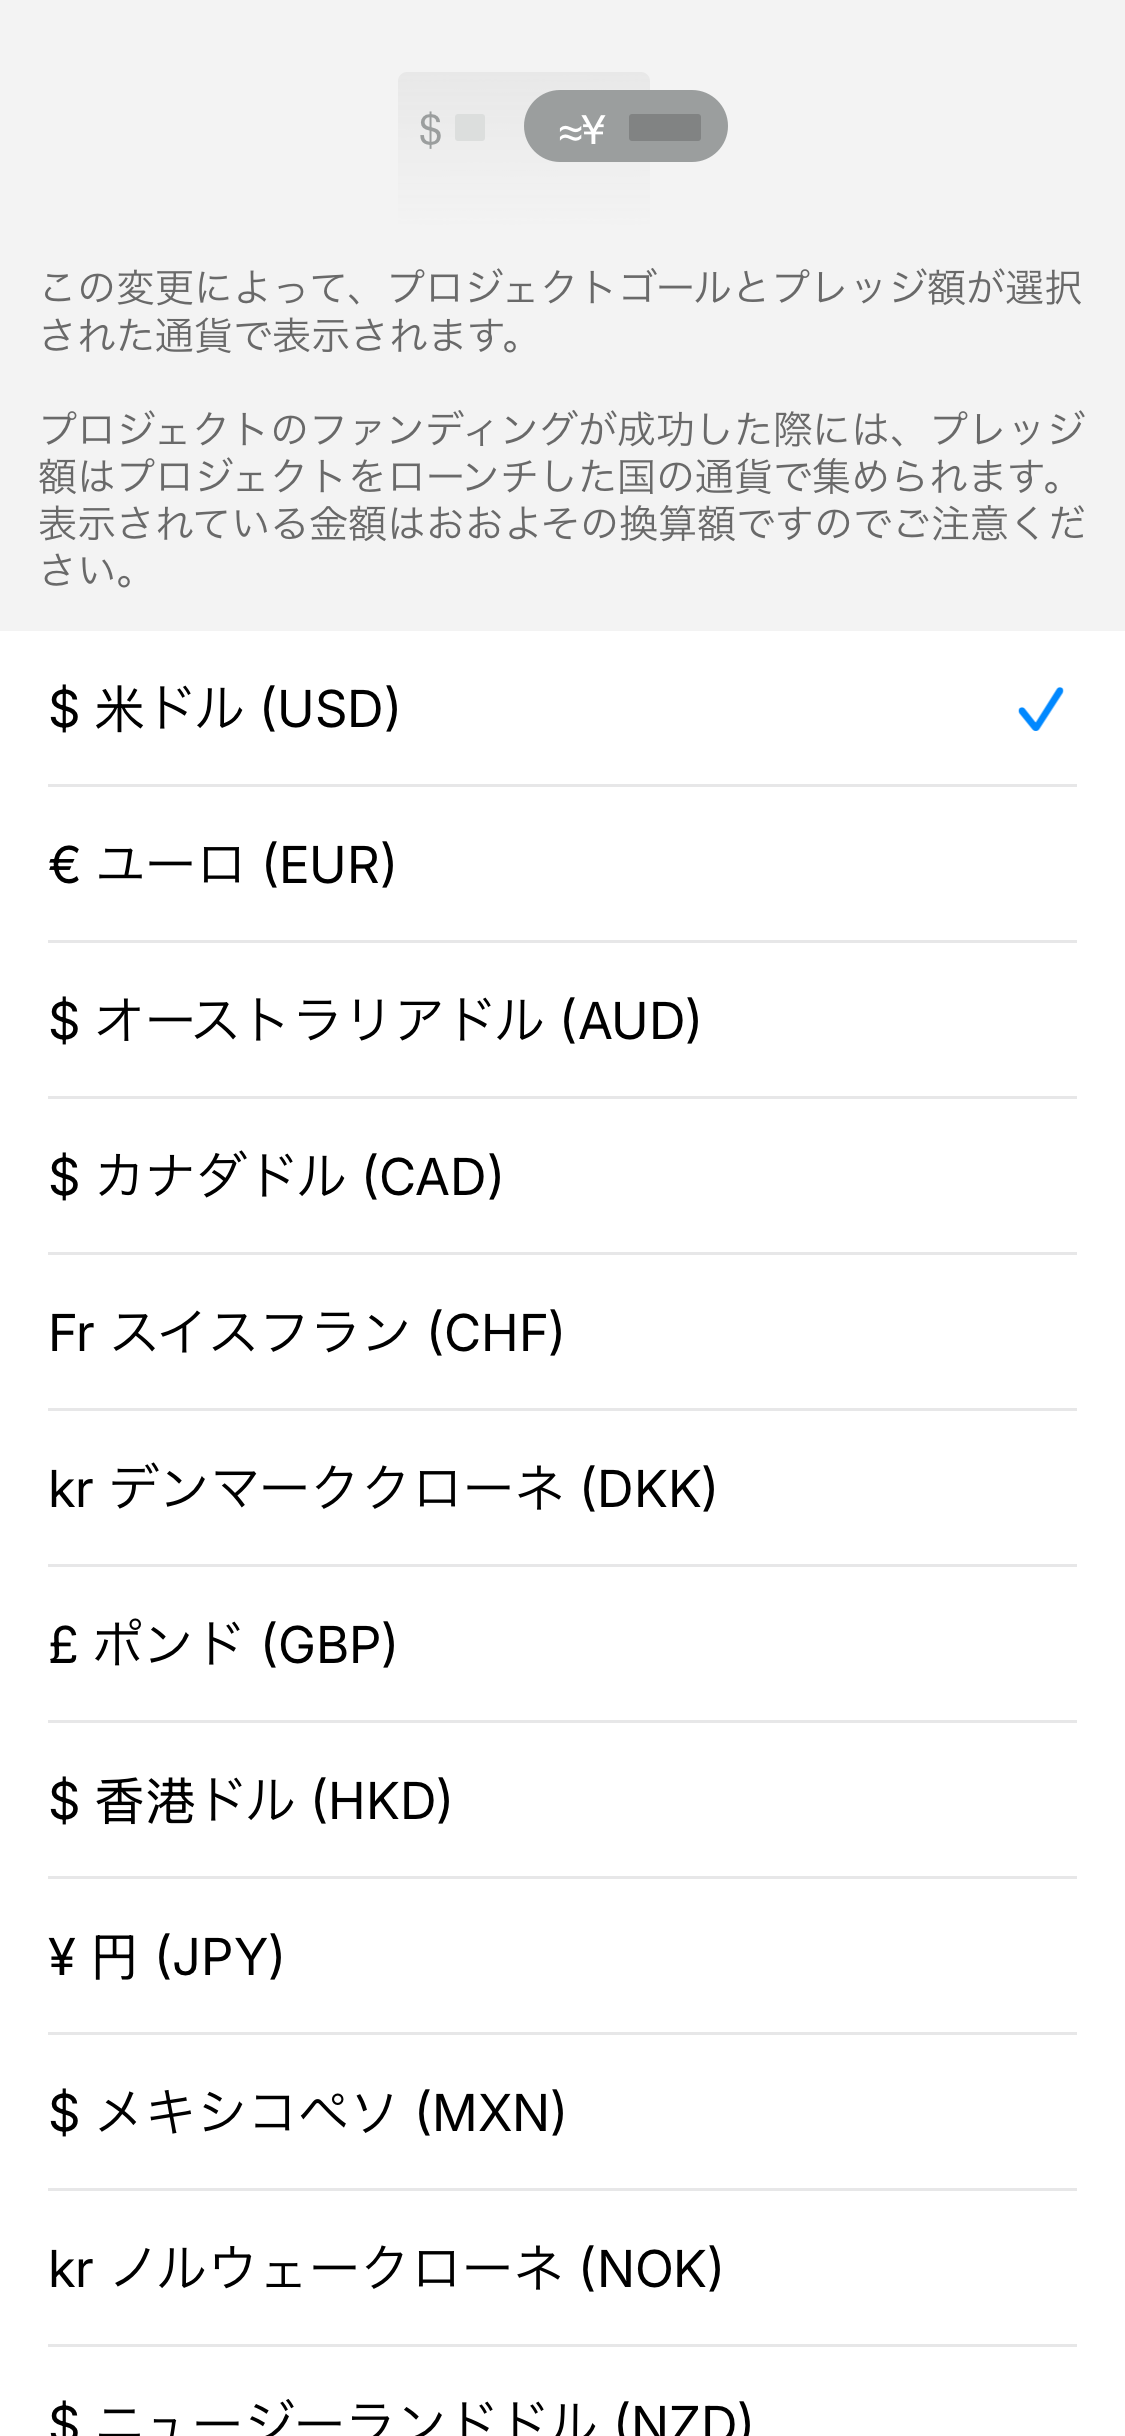 $
≈¥
この変更によって、プロジェクトゴールとプレッジ額が選択
された通貨で表示されます。
プロジェクトのファンディングが成功した際には、プレッジ
額はプロジェクトをローンチした国の通貨で集められます。
表示されている金額はおおよその換算額ですのでご注意くだ
さい。
$ 米ドル (USD)
€ ユーロ (EUR)
$ オーストラリアドル (AUD)
$ カナダドル (CAD)
Fr スイスフラン (CHF)
kr デンマーククローネ (DKK)
£ ポンド (GBP)
$ 香港ドル (HKD)
¥ 円 (JPY)
$ メキシコペソ (MXN)
kr ノルウェークローネ (NOK)
$ ニュージーランドドル (NZD)